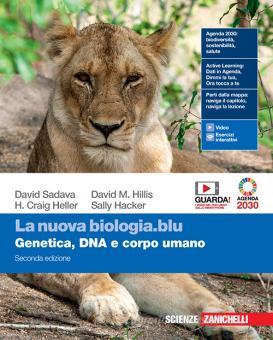 Agenda 2030:
biodiversità,
sostenibilità,
salute
Active Learning:
Dati in Agenda,
Dimmi la tua,
Ora tocca a te
Parti dalla mappa:
naviga il capitolo,
naviga la lezione
Video
Esercizi
interattivi
David Sadava David M. Hillis
H. Craig Heller Sally Hacker
GUARDA!
AGENDA
2030
La nuova biologia.blu
Genetica, DNA e corpo umano
Seconda edizione
SCIENZE ZANICHELLI